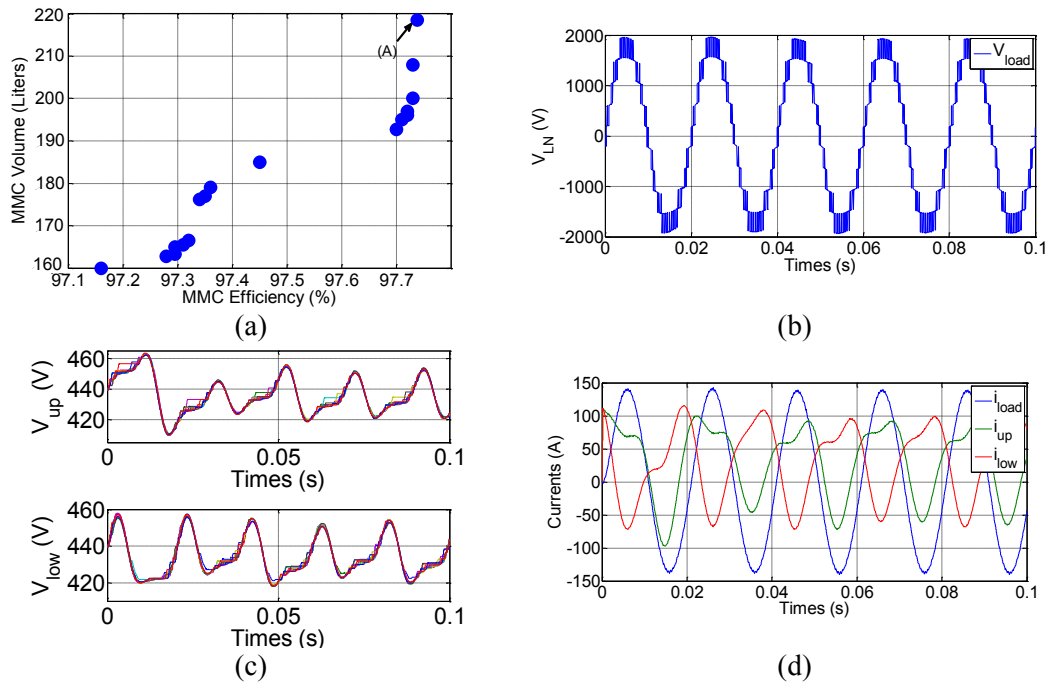 220
210
200
190
180
170
160
MMC Volume (Liters)
(A)
97.1 97.2 97.3 97.4 97.5 97.6 97.7
MMC Efficiency (%)
(a)
2000
1000
0
-1000
-2000
V_LN (V)
V_load
0 0.02 0.04 0.06 0.08 0.1
Times (s)
(b)
460
440
420
V_up (V)
0 0.05 0.1
Times (s)
460
440
420
V_low (V)
0 0.05 0.1
Times (s)
(c)
150
100
50
0
-50
-100
-150
Currents (A)
i_load
i_up
i_low
0 0.02 0.04 0.06 0.08 0.1
Times (s)
(d)